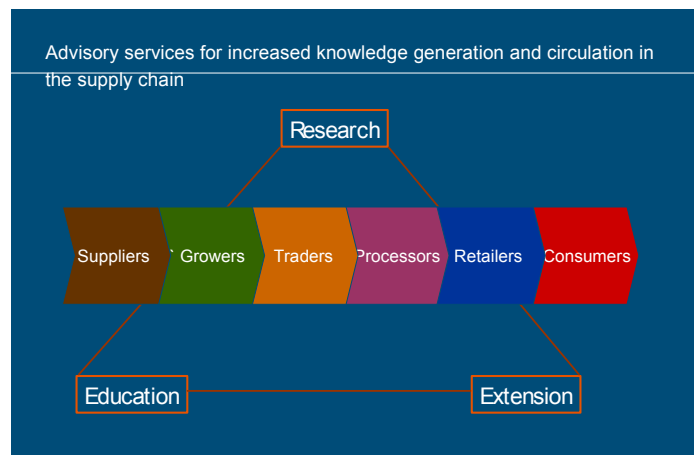 Advisory services for increased knowledge generation and circulation in
the supply chain
Research
Suppliers Growers Traders Processors Retailers Consumers
Education Extension